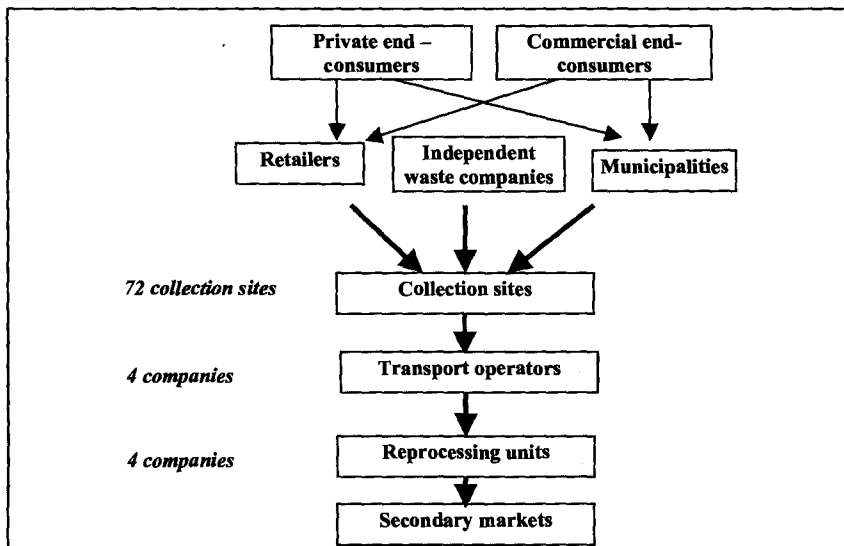 Private end –
consumers
Commercial end-
consumers
Retailers
Independent
waste companies
Municipalities
72 collection sites
Collection sites
4 companies
Transport operators
4 companies
Reprocessing units
Secondary markets